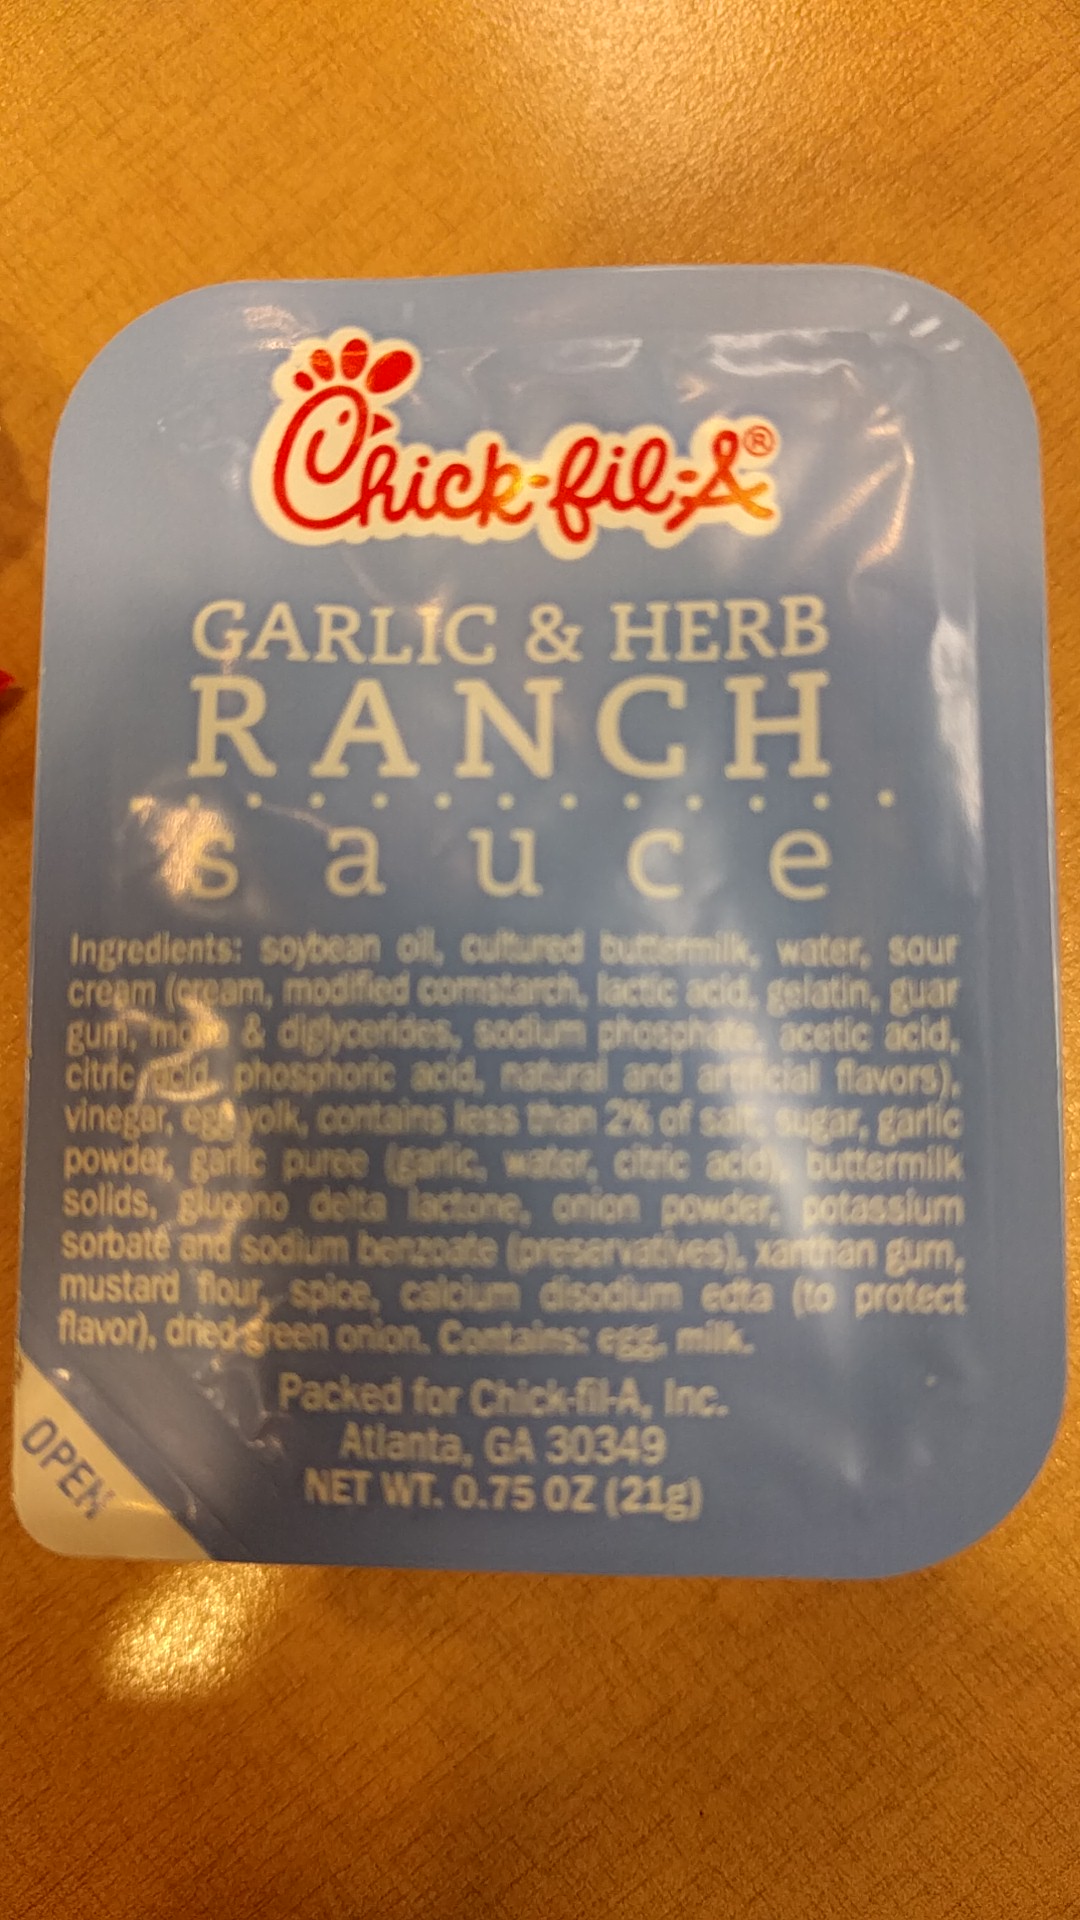 Chick-fil-A®
GARLIC & HERB
RANCH
sauce
Ingredients: soybean oil, cultured buttermilk, water, sour
cream (cream, modified cornstarch, lactic acid, gelatin, guar
gum, mono & diglycerides, sodium phosphate, acetic acid,
citric acid, phosphoric acid, natural and artificial flavors),
vinegar, egg yolk, contains less than 2% of salt, sugar, garlic
powder, garlic puree (garlic, water, citric acid), buttermilk
solids, glucono delta lactone, onion powder, potassium
sorbate and sodium benzoate (preservatives), xanthan gum,
mustard flour, spice, calcium disodium edta (to protect
flavor), dried green onion. Contains: egg, milk.
Packed for Chick-fil-A, Inc.
Atlanta, GA 30349
NET WT. 0.75 OZ (21g)
OPEN